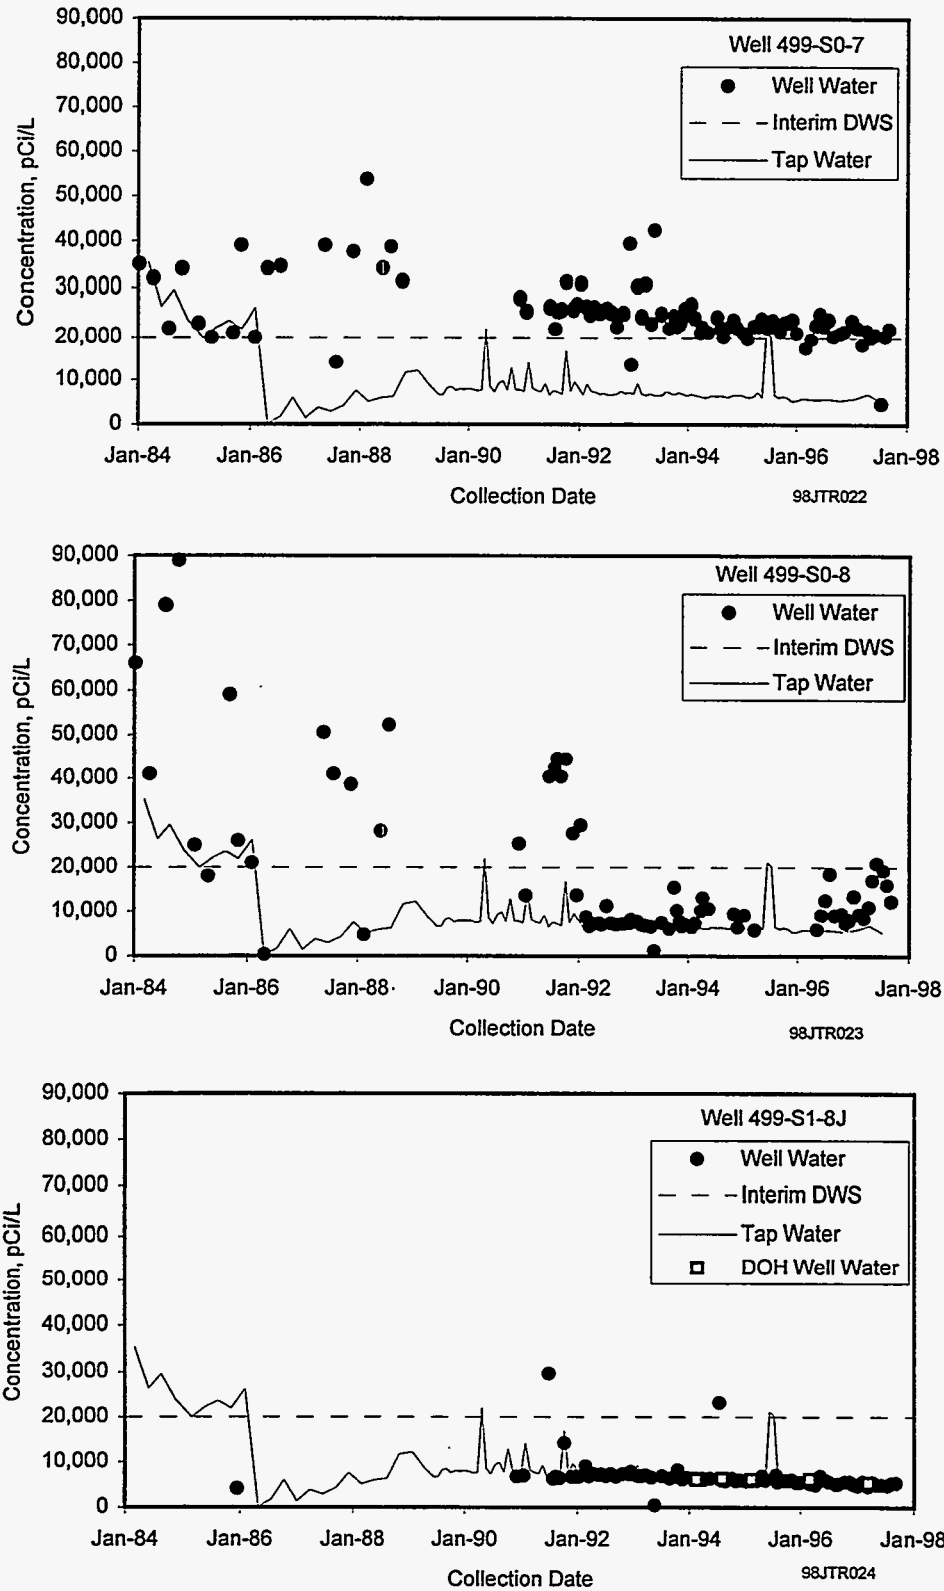 Well 499-S0-7
Well Water
Interim DWS
Tap Water
Concentration, pCi/L
90,000
80,000
70,000
60,000
50,000
40,000
30,000
20,000
10,000
0
Jan-84 Jan-86 Jan-88 Jan-90 Jan-92 Jan-94 Jan-96 Jan-98
Collection Date
98JTR022
Well 499-S0-8
Well Water
Interim DWS
Tap Water
Concentration, pCi/L
90,000
80,000
70,000
60,000
50,000
40,000
30,000
20,000
10,000
0
Jan-84 Jan-86 Jan-88 Jan-90 Jan-92 Jan-94 Jan-96 Jan-98
Collection Date
98JTR023
Well 499-S1-8J
Well Water
Interim DWS
Tap Water
DOH Well Water
Concentration, pCi/L
90,000
80,000
70,000
60,000
50,000
40,000
30,000
20,000
10,000
0
Jan-84 Jan-86 Jan-88 Jan-90 Jan-92 Jan-94 Jan-96 Jan-98
Collection Date
98JTR024